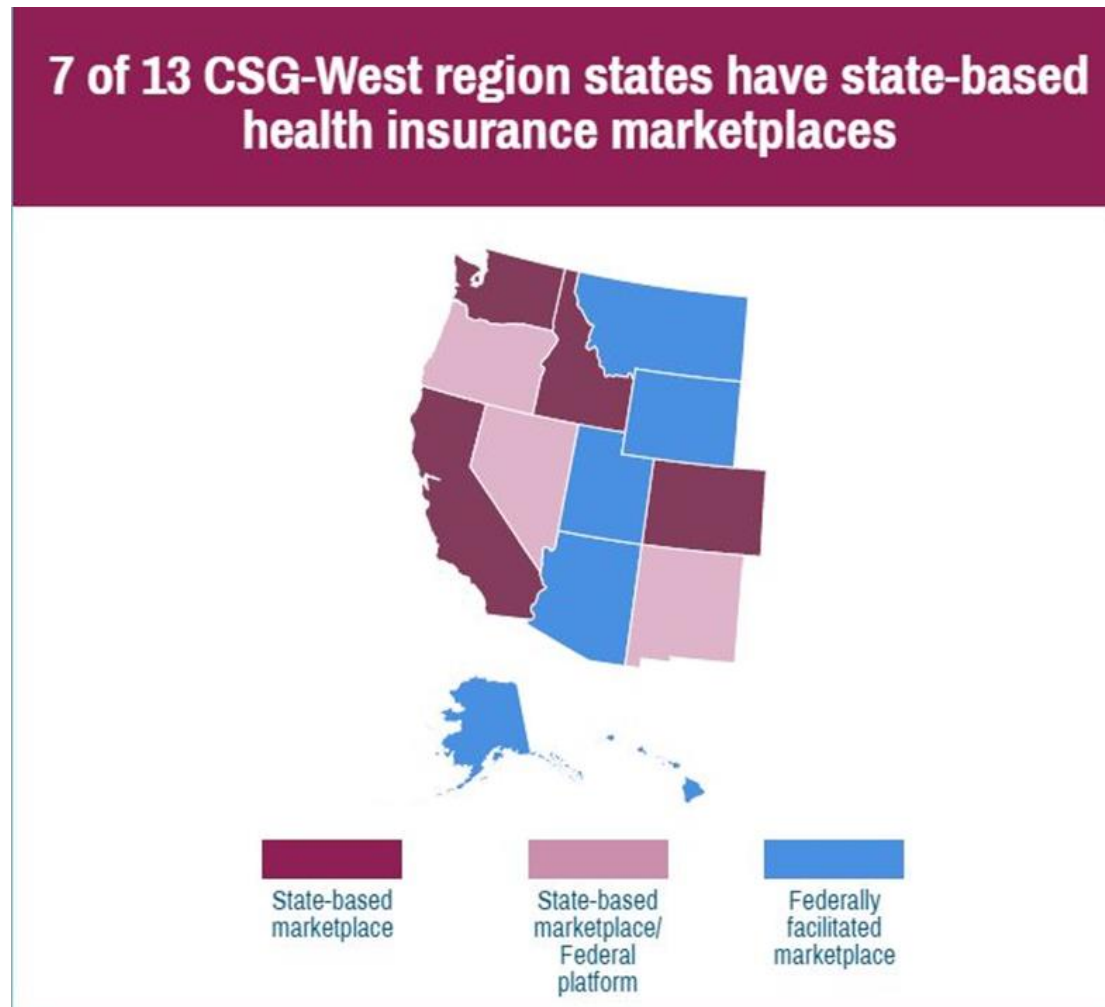 7 of 13 CSG-West region states have state-based
health insurance marketplaces
State-based
marketplace
State-based
marketplace/
Federal
platform
Federally
facilitated
marketplace